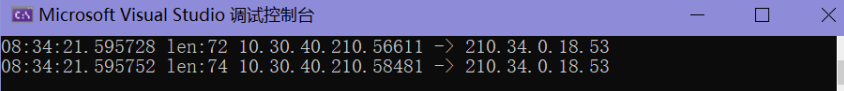 Microsoft Visual Studio 调试控制台
08:34:21.595728 len:72 10.30.40.210.56611 -> 210.34.0.18.53
08:34:21.595752 len:74 10.30.40.210.58481 -> 210.34.0.18.53